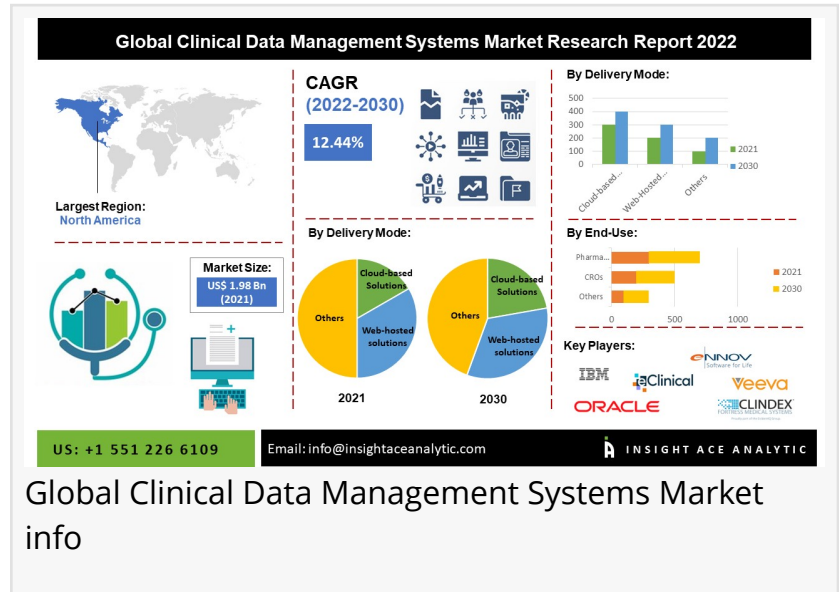 Global Clinical Data Management Systems Market Research Report 2022
Largest Region:
North America
Market Size:
US$ 1.98 Bn
(2021)
CAGR
(2022-2030)
12.44%
By Delivery Mode:
Cloud-based
Solutions
Web-hosted
solutions
Others
2021
Cloud-based
Solutions
Web-hosted
solutions
Others
2030
By Delivery Mode:
500
400
300
200
100
0
Cloud-based...
Web-Hosted...
Others
2021
2030
By End-Use:
Pharma...
CROs
Others
0 500 1000
2021
2030
Key Players:
eNNOV
Software for Life
IBM
ieClinical
Veeva
ORACLE
CLINDEX
FORTRESS MEDICAL SYSTEMS
US: +1 551 226 6109
Email: info@insightaceanalytic.com
INSIGHT ACE ANALYTIC
Global Clinical Data Management Systems Market
info